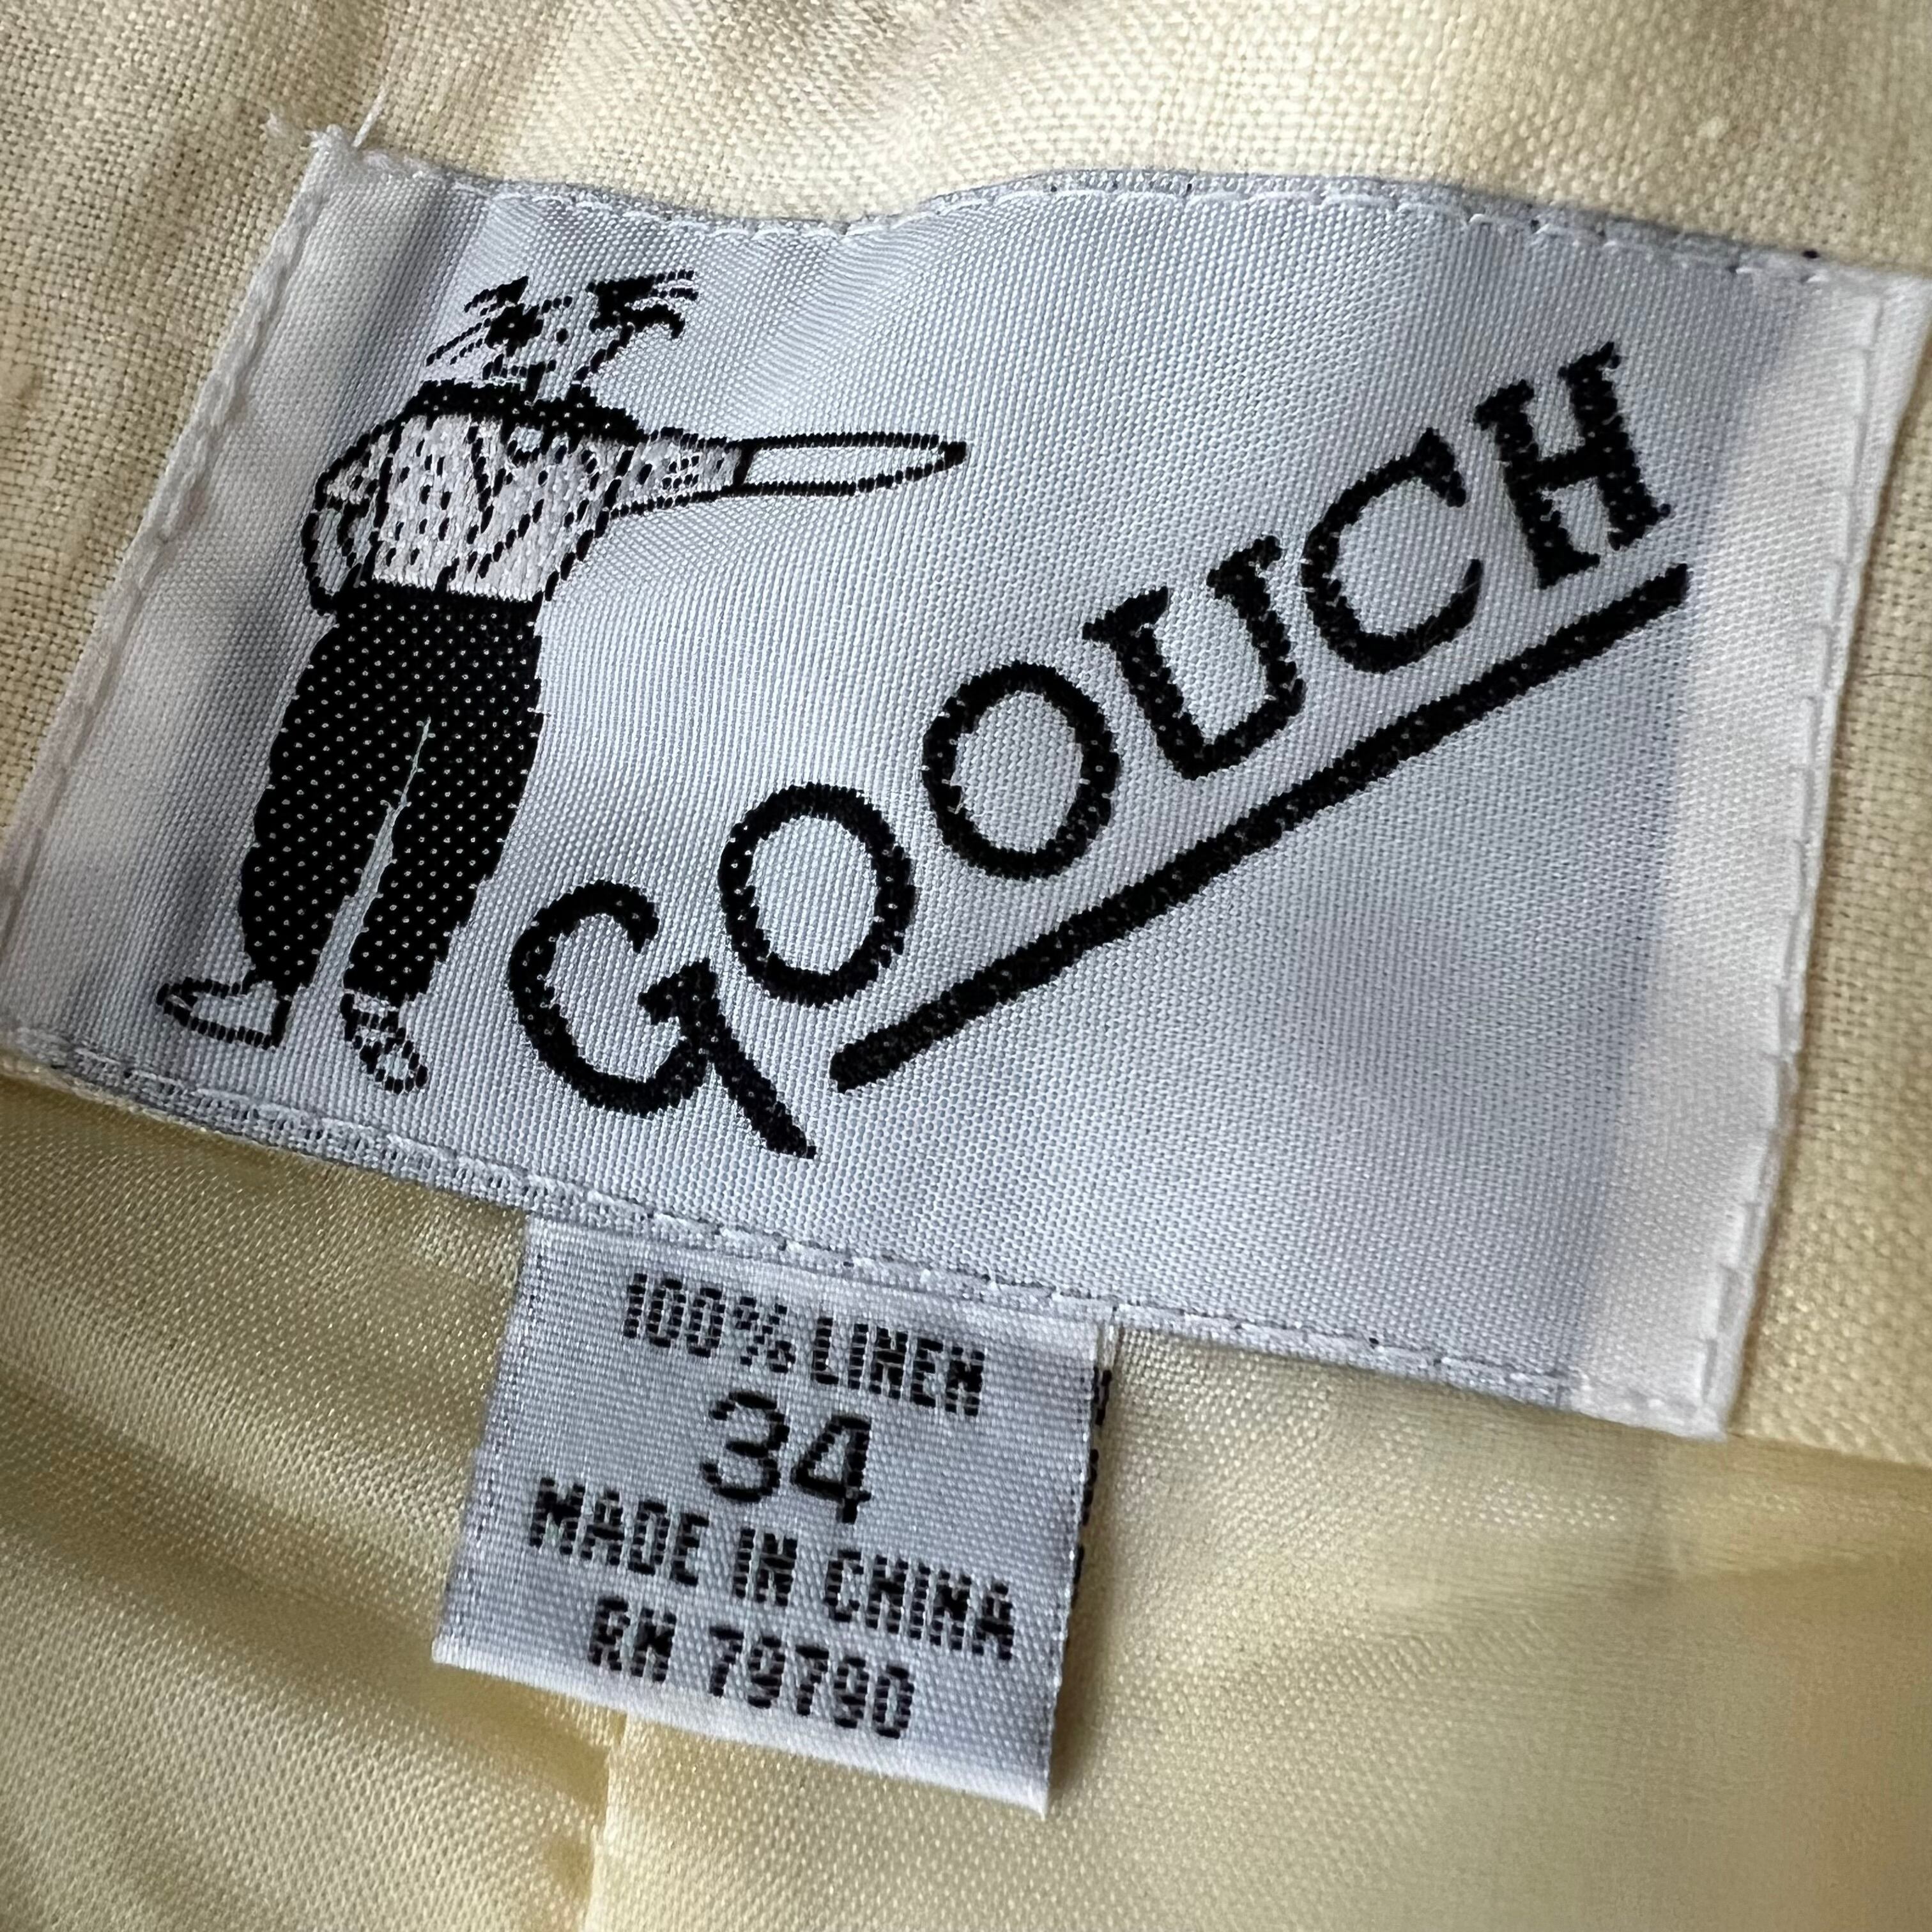 GOOUCH
100% LINEN
34
MADE IN CHINA
RN 79790